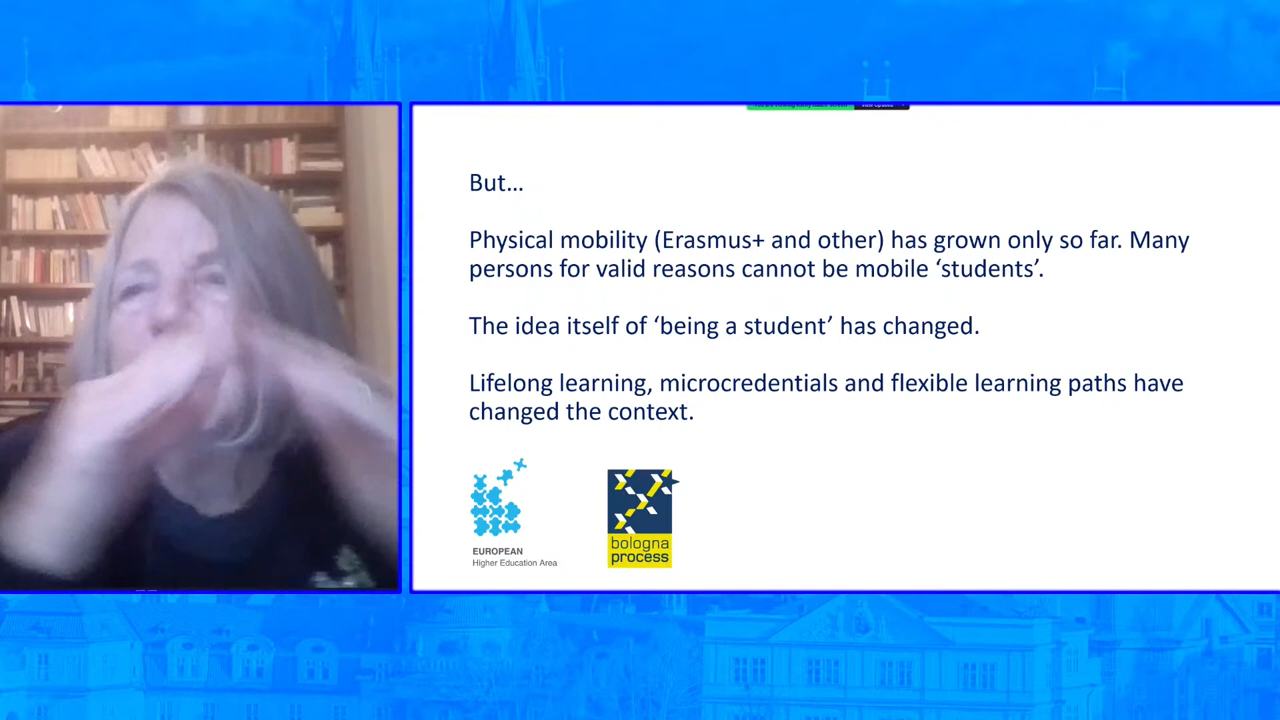 But…
Physical mobility (Erasmus+ and other) has grown only so far. Many
persons for valid reasons cannot be mobile ‘students’.
The idea itself of ‘being a student’ has changed.
Lifelong learning, microcredentials and flexible learning paths have
changed the context.
EUROPEAN
Higher Education Area
bologna
process